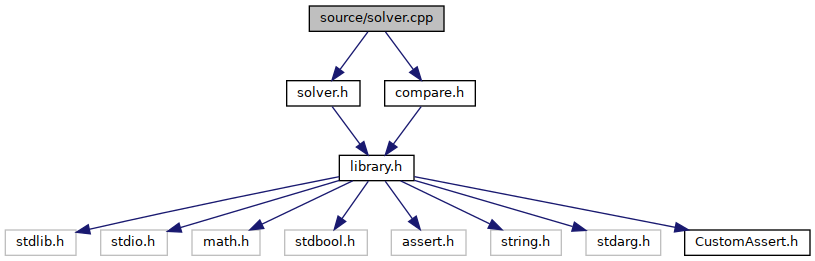 source/solver.cpp
solver.h
compare.h
library.h
stdlib.h
stdio.h
math.h
stdbool.h
assert.h
string.h
stdarg.h
CustomAssert.h